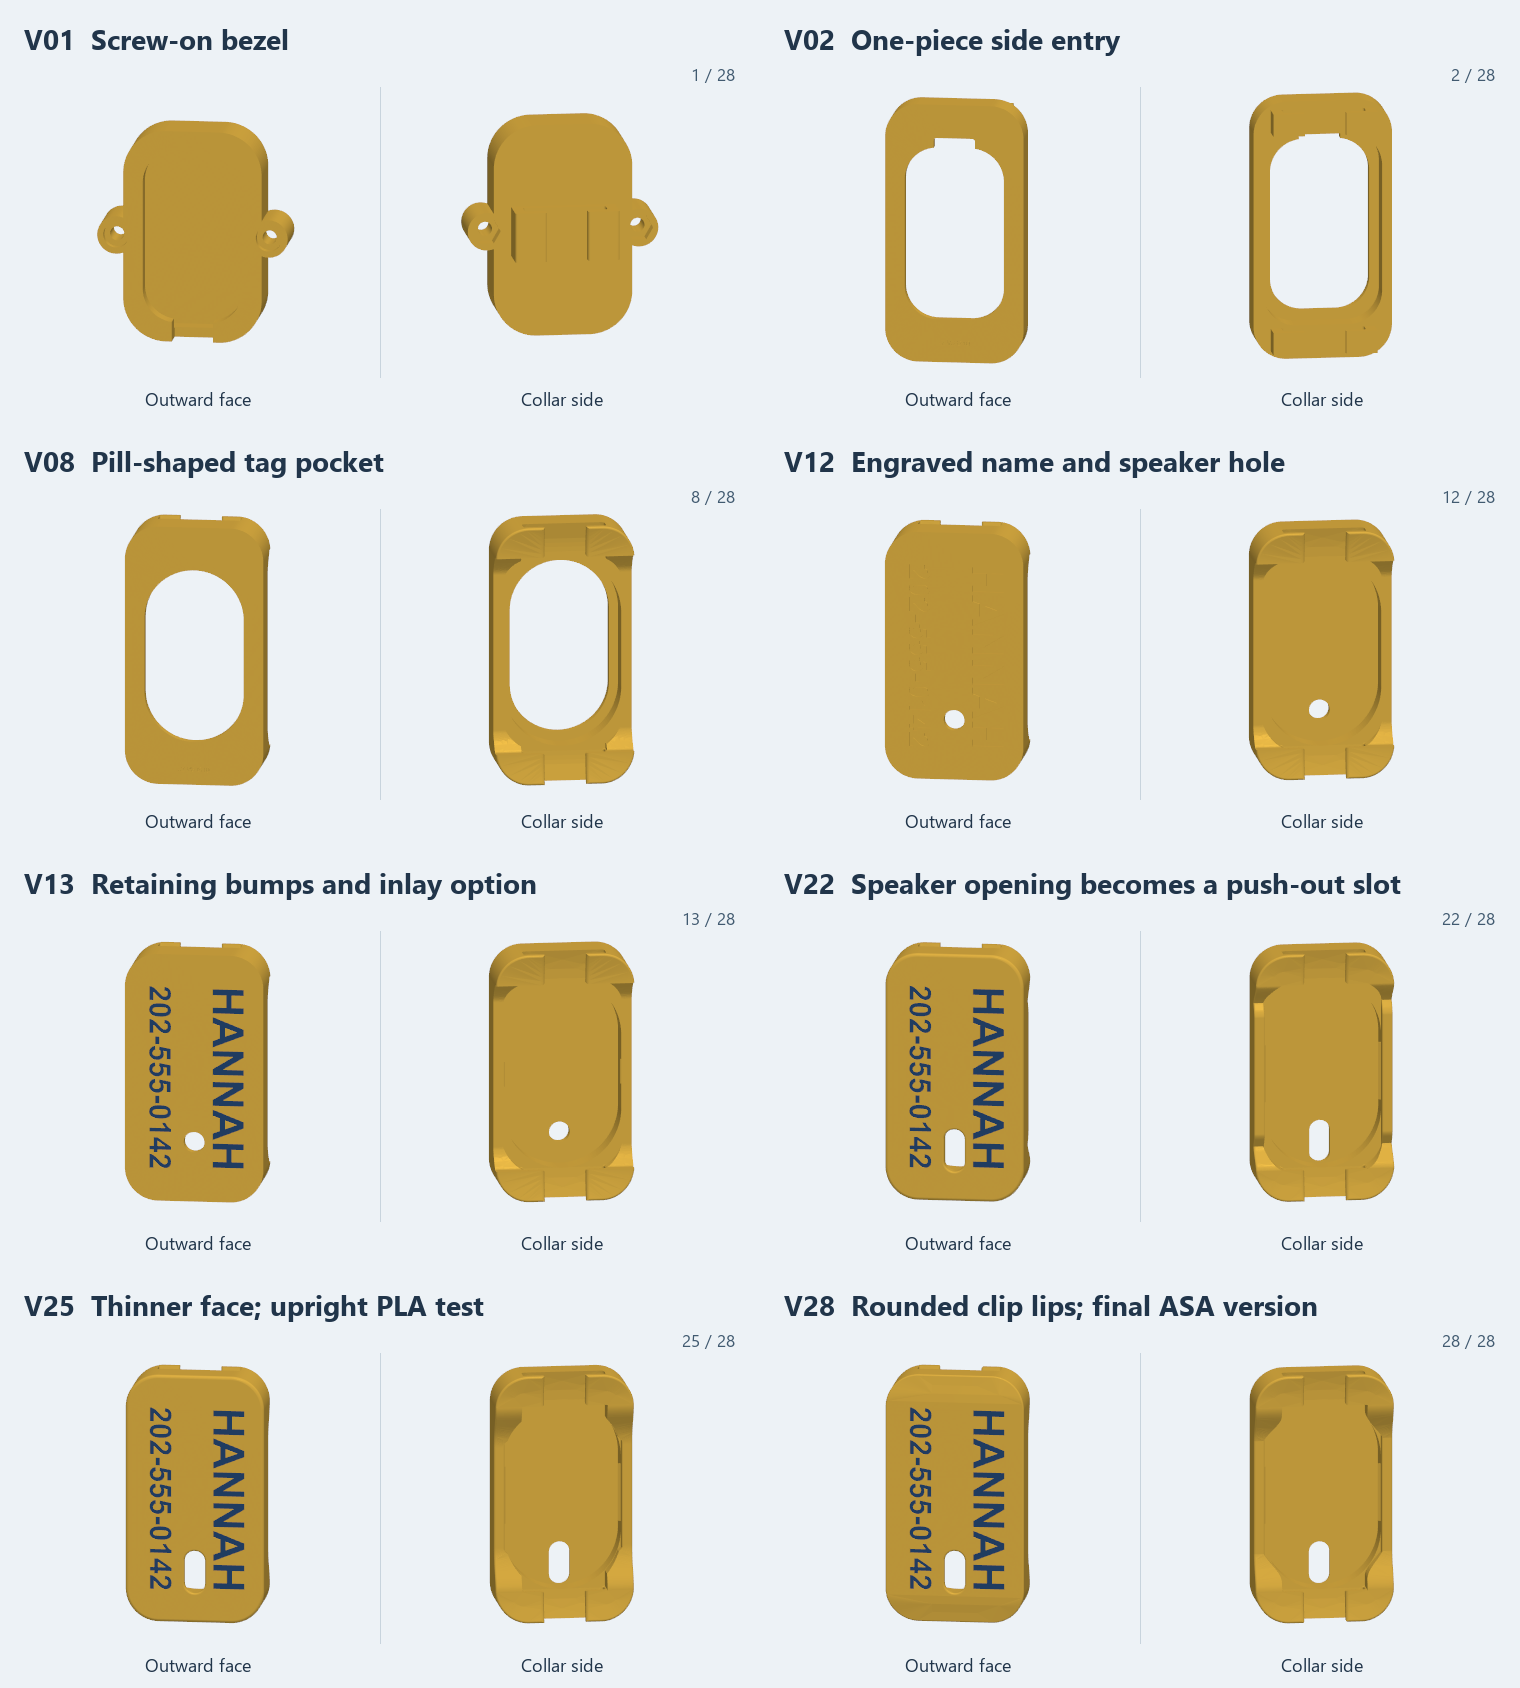 V01 Screw-on bezel
1 / 28
Outward face
Collar side
V02 One-piece side entry
2 / 28
Outward face
Collar side
V08 Pill-shaped tag pocket
8 / 28
Outward face
Collar side
V12 Engraved name and speaker hole
12 / 28
Outward face
Collar side
V13 Retaining bumps and inlay option
13 / 28
HANNAH
202-555-0142
Outward face
Collar side
V22 Speaker opening becomes a push-out slot
22 / 28
HANNAH
202-555-0142
Outward face
Collar side
V25 Thinner face; upright PLA test
25 / 28
HANNAH
202-555-0142
Outward face
Collar side
V28 Rounded clip lips; final ASA version
28 / 28
HANNAH
202-555-0142
Outward face
Collar side